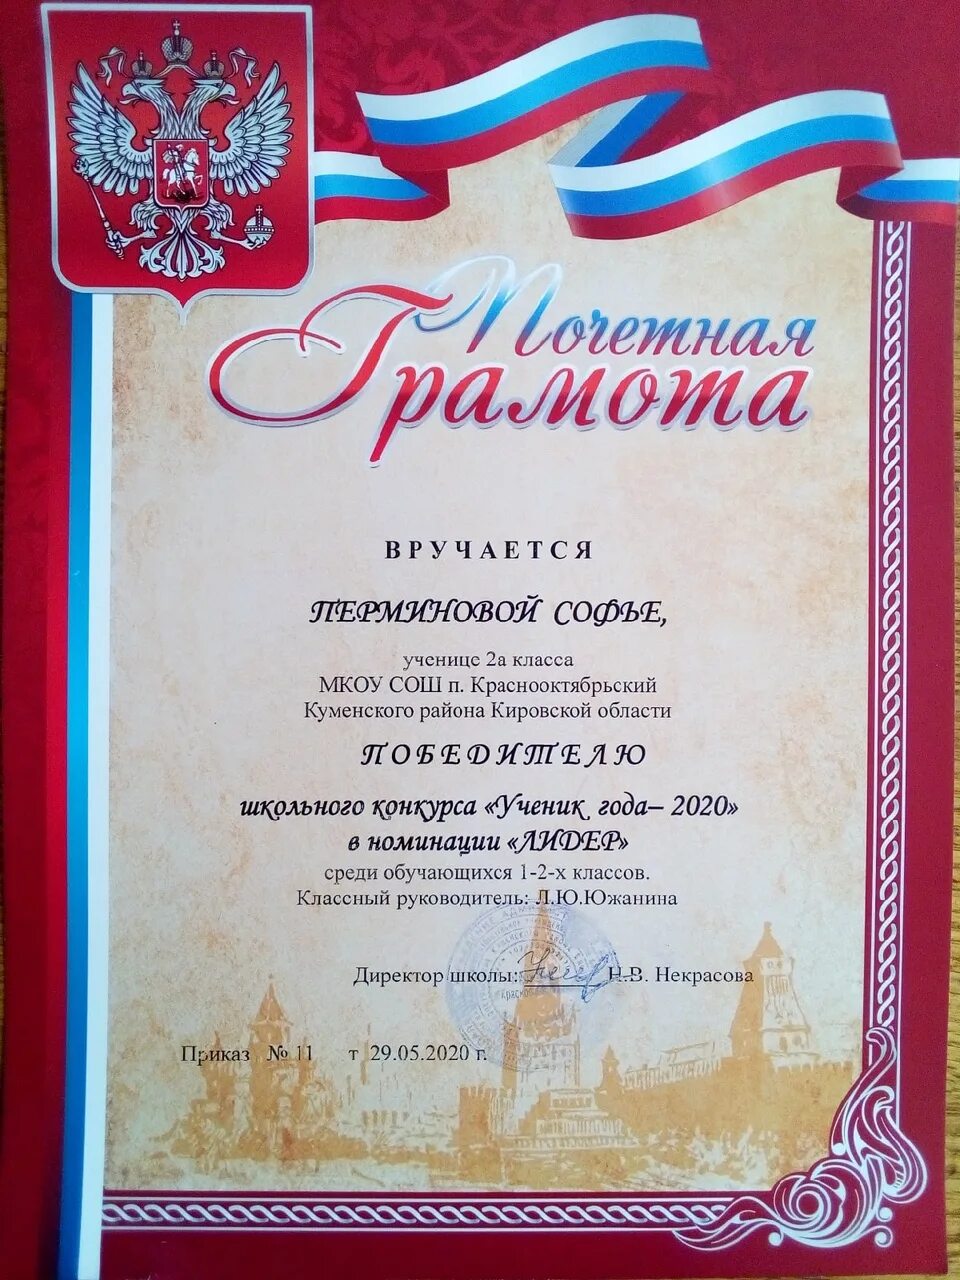 Почетная
Грамота
ВРУЧАЕТСЯ
ПЕРМИНОВОЙ СОФЬЕ,
ученице 2а класса
МКОУ СОШ п. Краснооктябрьский
Куменского района Кировской области
ПОБЕДИТЕЛЮ
школьного конкурса «Ученик года– 2020»
в номинации «ЛИДЕР»
среди обучающихся 1-2-х классов.
Классный руководитель: Л.Ю.Южанина
Директор школы: Н.В. Некрасова
Приказ № 11 т 29.05.2020 г.